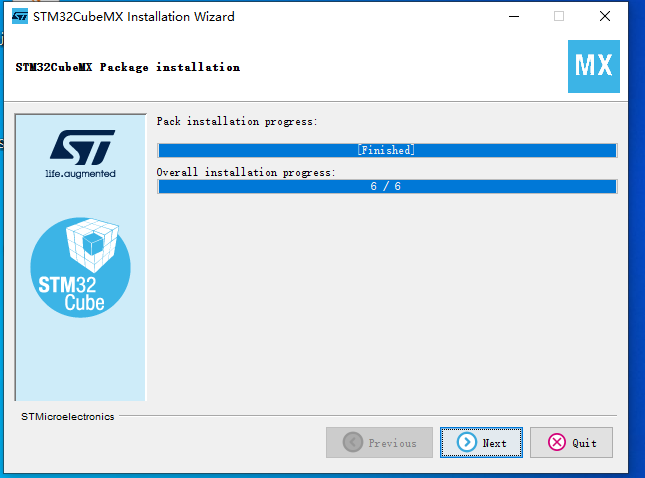 STM32CubeMX Installation Wizard
STM32CubeMX Package installation
MX
Pack installation progress:
[Finished]
Overall installation progress:
6 / 6
ST
life.augmented
STM32
Cube
STMicroelectronics
Previous
Next
Quit